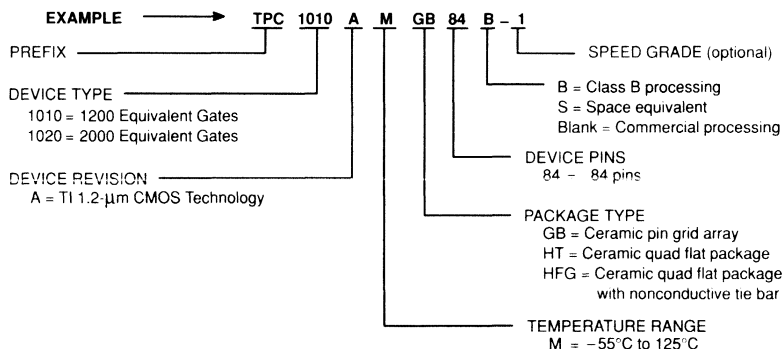 EXAMPLE TPC 1010 A M GB 84 B – 1
PREFIX
SPEED GRADE (optional)
DEVICE TYPE
1010 = 1200 Equivalent Gates
1020 = 2000 Equivalent Gates
B = Class B processing
S = Space equivalent
Blank = Commercial processing
DEVICE REVISION
A = TI 1.2-μm CMOS Technology
DEVICE PINS
84 – 84 pins
PACKAGE TYPE
GB = Ceramic pin grid array
HT = Ceramic quad flat package
HFG = Ceramic quad flat package
with nonconductive tie bar
TEMPERATURE RANGE
M = –55°C to 125°C